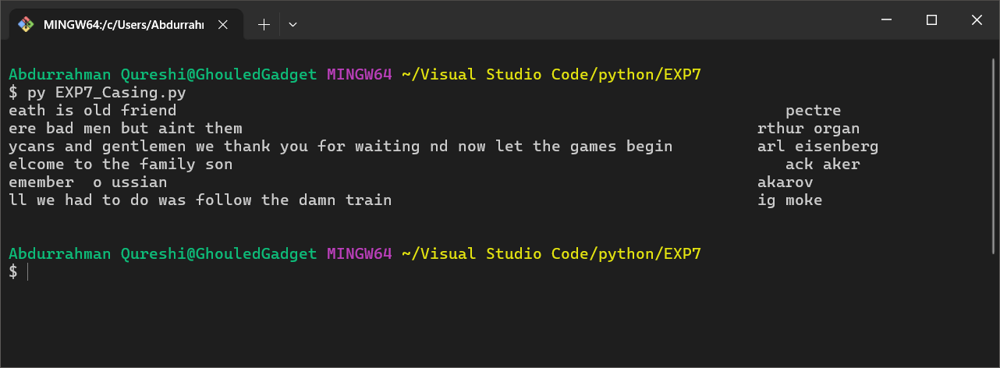 MINGW64:/c/Users/Abdurrahı
Abdurrahman Qureshi@GhouledGadget MINGW64 ~/Visual Studio Code/python/EXP7
$ py EXP7_Casing.py
eath is old friend pectre
ere bad men but aint them rthur organ
ycans and gentlemen we thank you for waiting nd now let the games begin arl eisenberg
elcome to the family son ack aker
emember  o ussian akarov
ll we had to do was follow the damn train ig moke
Abdurrahman Qureshi@GhouledGadget MINGW64 ~/Visual Studio Code/python/EXP7
$